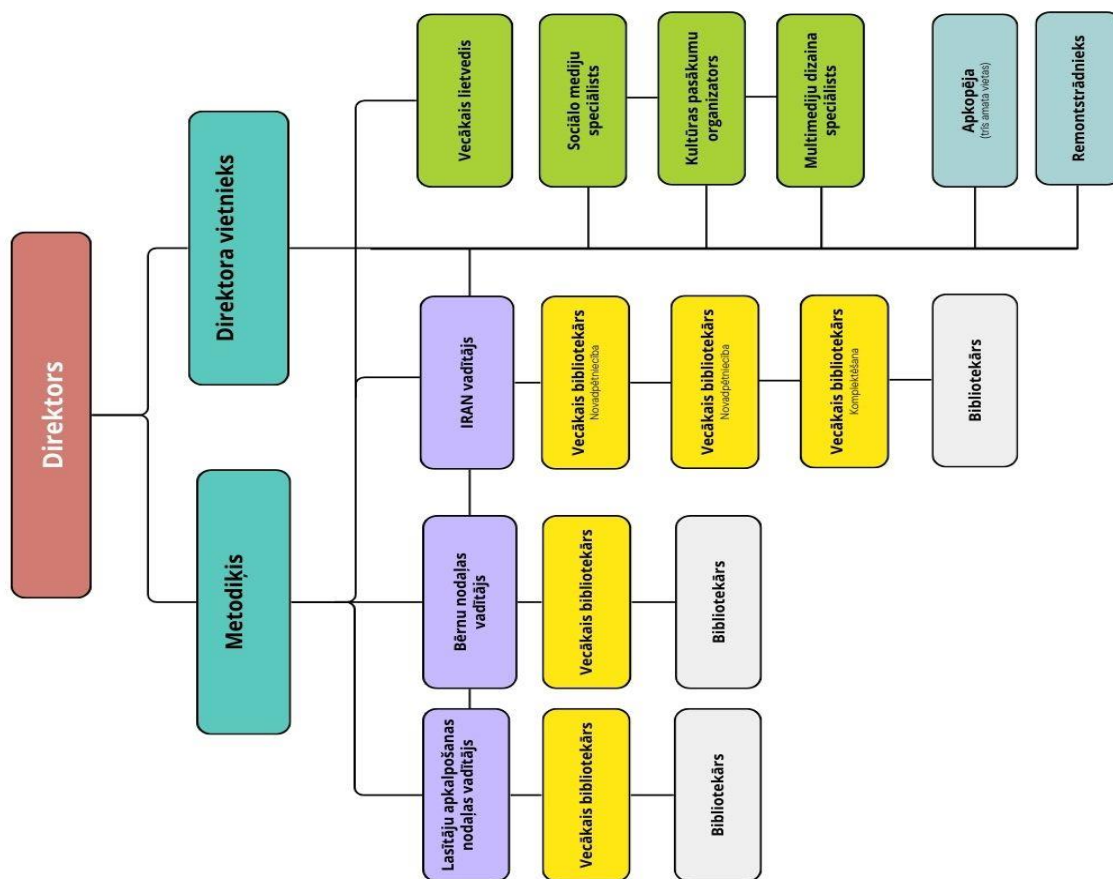 Direktors
Metodiķis
Direktora vietnieks
Lasītāju apkalpošanas
nodaļas vadītājs
Bērnu nodaļas
vadītājs
IRAN vadītājs
Vecākais lietvedis
Vecākais bibliotekārs
Vecākais bibliotekārs
Vecākais bibliotekārs
Novadpētniecība
Sociālo mediju
speciālists
Bibliotekārs
Bibliotekārs
Vecākais bibliotekārs
Novadpētniecība
Kultūras pasākumu
organizators
Vecākais bibliotekārs
Komplektēšana
Multimediju dizaina
speciālists
Bibliotekārs
Apkopēja
(trīs amata vietas)
Remontstrādnieks